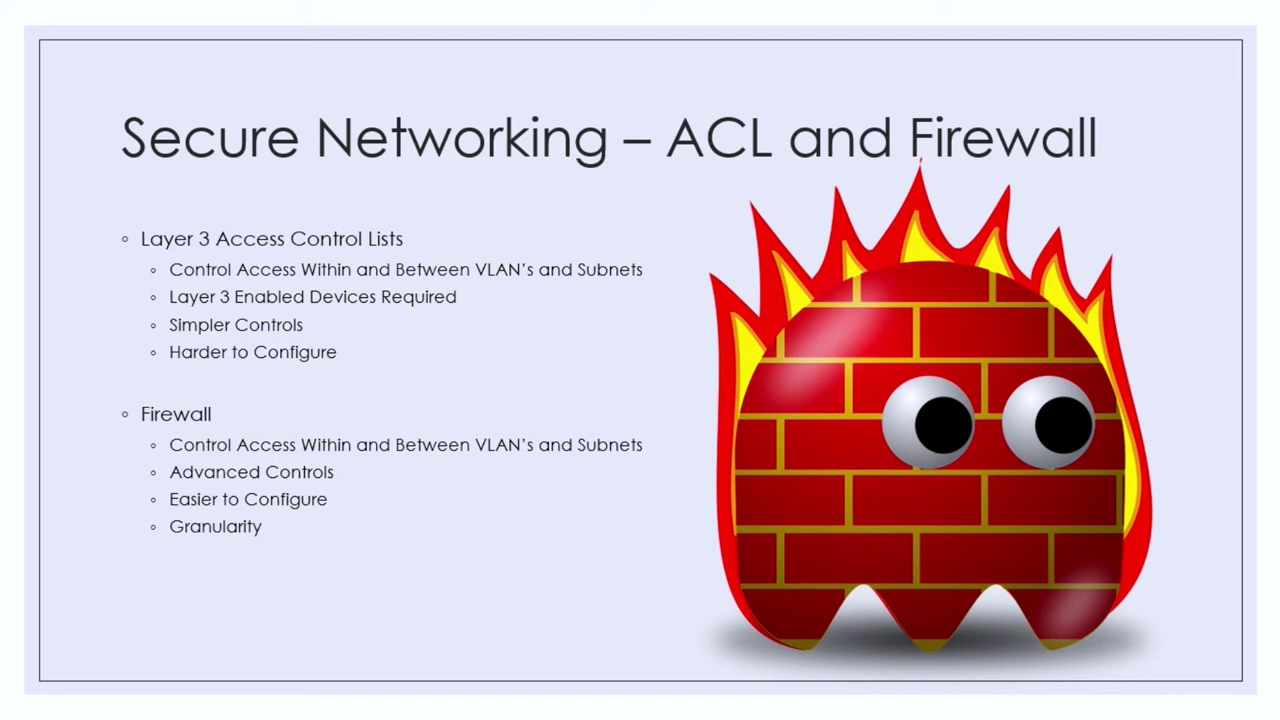 Secure Networking – ACL and Firewall
◦ Layer 3 Access Control Lists
◦ Control Access Within and Between VLAN's and Subnets
◦ Layer 3 Enabled Devices Required
◦ Simpler Controls
◦ Harder to Configure
◦ Firewall
◦ Control Access Within and Between VLAN's and Subnets
◦ Advanced Controls
◦ Easier to Configure
◦ Granularity